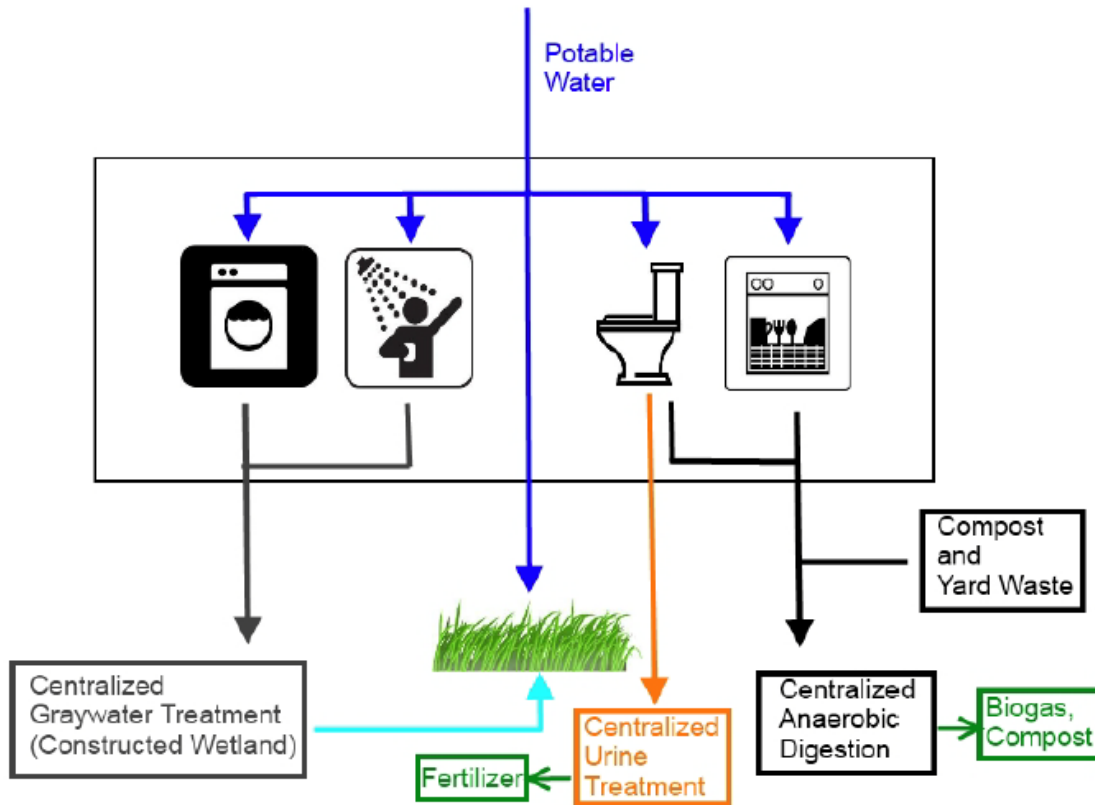 Potable
Water
Compost
and
Yard Waste
Centralized
Graywater Treatment
(Constructed Wetland)
Centralized
Urine
Treatment
Fertilizer
Centralized
Anaerobic
Digestion
Biogas,
Compost